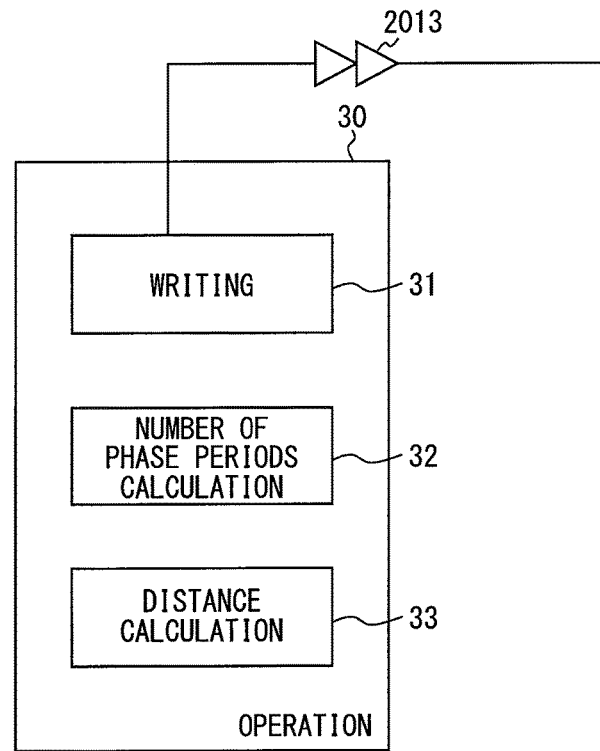 2013
30
WRITING
31
NUMBER OF
PHASE PERIODS
CALCULATION
32
DISTANCE
CALCULATION
33
OPERATION